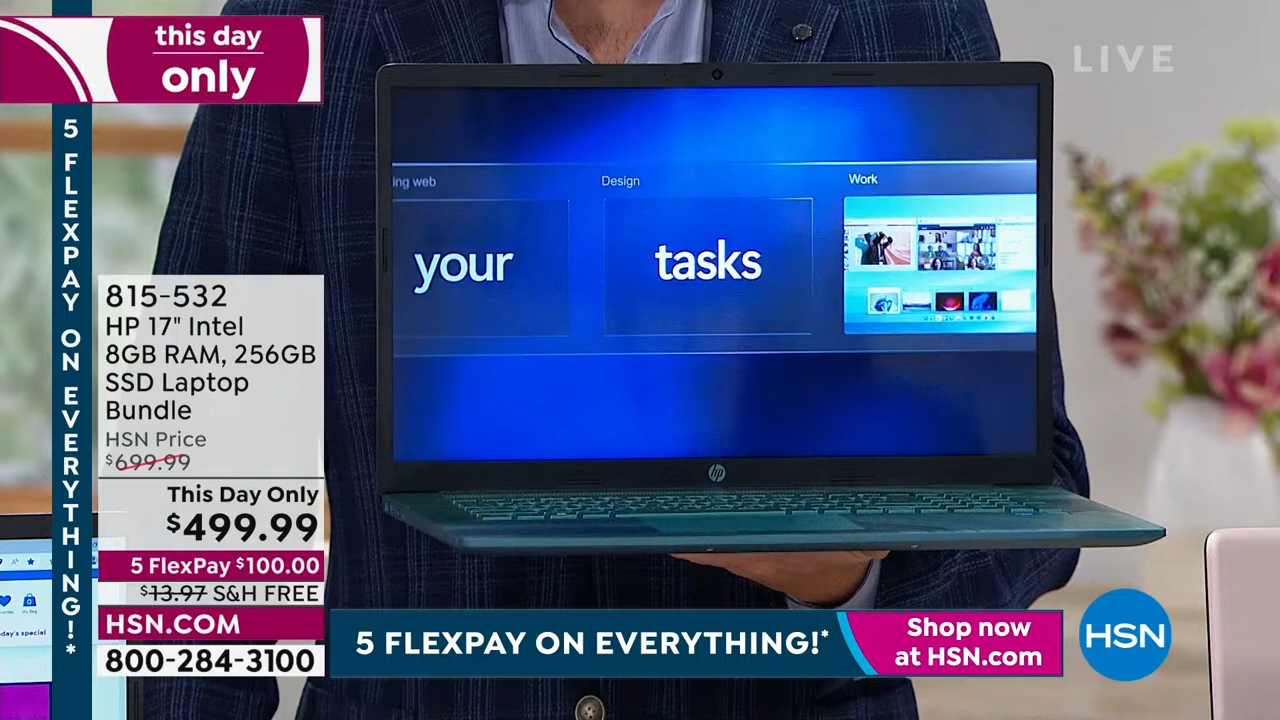 this day
only
LIVE
5 FLEXPAY ON EVERYTHING!*
815-532
HP 17" Intel
8GB RAM, 256GB
SSD Laptop
Bundle
HSN Price
$699.99
This Day Only
$499.99
5 FlexPay $100.00
$13.97 S&H FREE
HSN.COM
800-284-3100
ing web
Design
Work
your
tasks
hp
5 FLEXPAY ON EVERYTHING!*
Shop now
at HSN.com
HSN
day's special